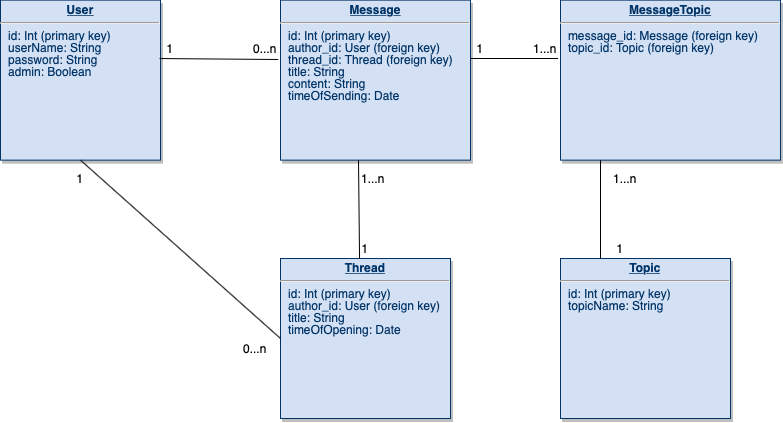 User
id: Int (primary key)
userName: String
password: String
admin: Boolean
1
0...n
Message
id: Int (primary key)
author_id: User (foreign key)
thread_id: Thread (foreign key)
title: String
content: String
timeOfSending: Date
1
1...n
MessageTopic
message_id: Message (foreign key)
topic_id: Topic (foreign key)
1
1...n
1...n
1
1
Thread
id: Int (primary key)
author_id: User (foreign key)
title: String
timeOfOpening: Date
0...n
Topic
id: Int (primary key)
topicName: String